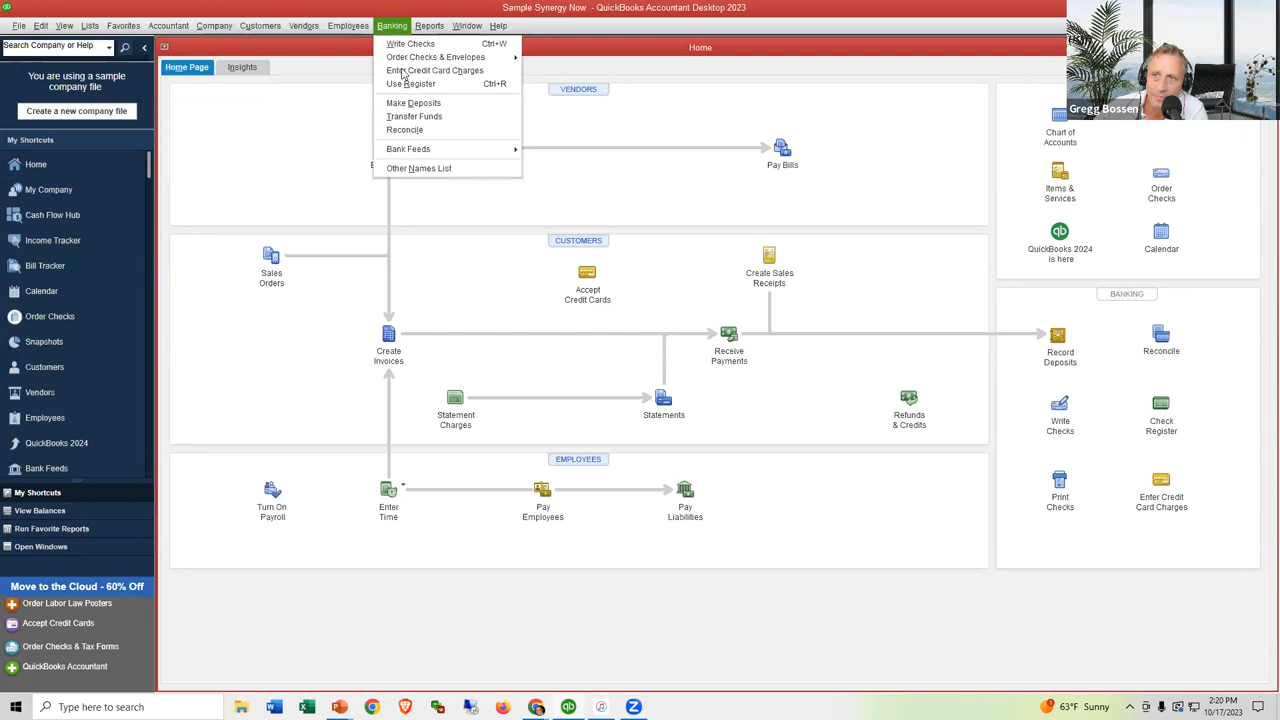 Sample Synergy Now - QuickBooks Accountant Desktop 2023
File Edit View Lists Favorites Accountant Company Customers Vendors Employees Banking Reports Window Help
Search Company or Help
Home
Write Checks Ctrl+W
Order Checks & Envelopes
Enter Credit Card Charges
Use Register Ctrl+R
Make Deposits
Transfer Funds
Reconcile
Bank Feeds
Other Names List
Gregg Bossen
You are using a
sample company file
Create a new company file
My Shortcuts
Home
My Company
Cash Flow Hub
Income Tracker
Bill Tracker
Calendar
Order Checks
Snapshots
Customers
Vendors
Employees
QuickBooks 2024
Bank Feeds
My Shortcuts
View Balances
Run Favorite Reports
Open Windows
Move to the Cloud - 60% Off
Order Labor Law Posters
Accept Credit Cards
Order Checks & Tax Forms
QuickBooks Accountant
Home Page Insights
VENDORS
Pay Bills
CUSTOMERS
Sales
Orders
Accept
Credit Cards
Create Sales
Receipts
Create
Invoices
Receive
Payments
Statement
Charges
Statements
Refunds
& Credits
EMPLOYEES
Turn On
Payroll
Enter
Time
Pay
Employees
Pay
Liabilities
Chart of
Accounts
Items &
Services
Order
Checks
QuickBooks 2024
is here
Calendar
BANKING
Record
Deposits
Reconcile
Write
Checks
Check
Register
Print
Checks
Enter Credit
Card Charges
Type here to search
63°F Sunny
2:20 PM
10/17/2023